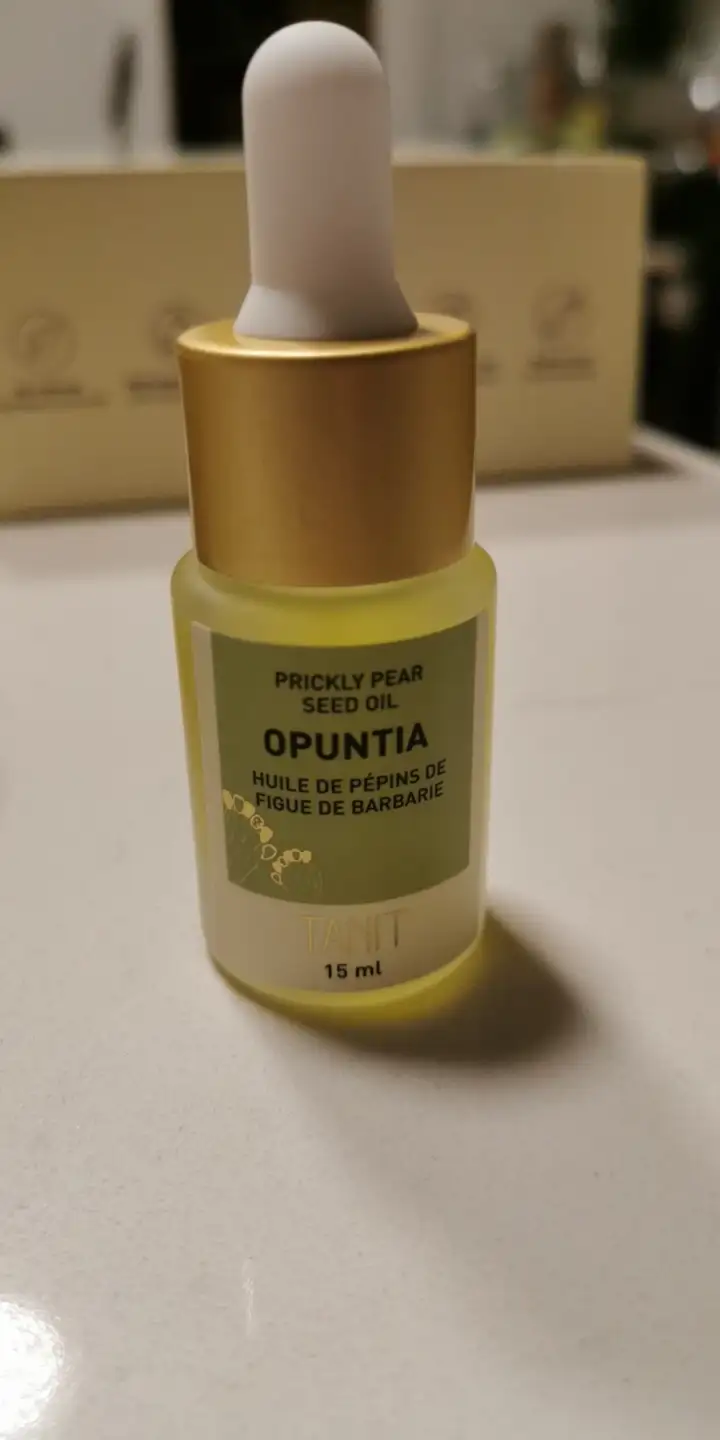 PRICKLY PEAR
SEED OIL
OPUNTIA
HUILE DE PÉPINS DE
FIGUE DE BARBARIE
TANIT
15 ml